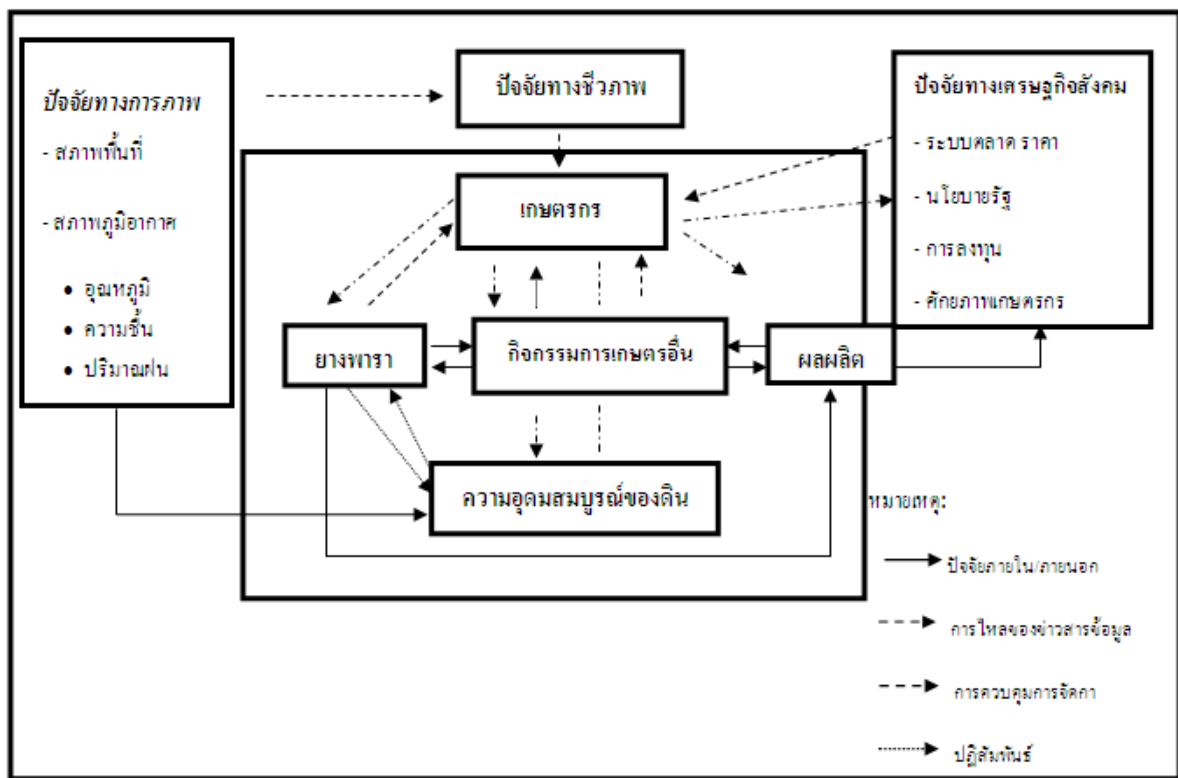 ปัจจัยทางการภาพ
- สภาพพื้นที่
- สภาพภูมิอากาศ
• อุณหภูมิ
• ความชื้น
• ปริมาณฝน
ปัจจัยทางชีวภาพ
ปัจจัยทางเศรษฐกิจสังคม
- ระบบตลาด ราคา
- นโยบายรัฐ
- การลงทุน
- ศักยภาพเกษตรกร
เกษตรกร
ยางพารา
กิจกรรมการเกษตรอื่น
ผลผลิต
ความอุดมสมบูรณ์ของดิน
หมายเหตุ:
ปัจจัยภายใน/ภายนอก
การไหลของข่าวสารข้อมูล
การควบคุมการจัดกา
ปฏิสัมพันธ์